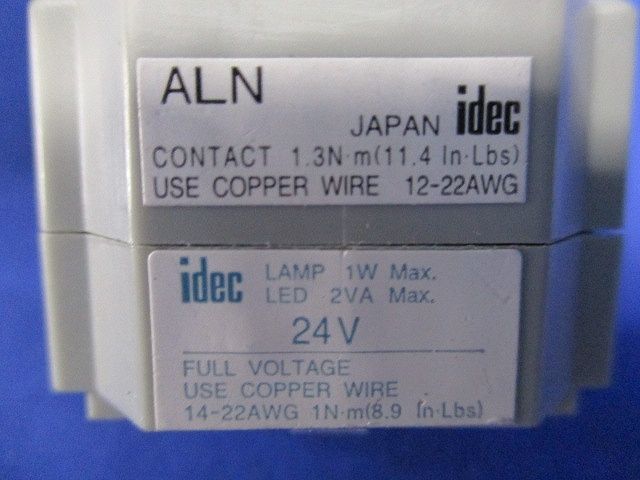 ALN
JAPAN idec
CONTACT 1.3N·m(11.4 In·Lbs)
USE COPPER WIRE 12-22AWG
idec LAMP 1W Max.
LED 2VA Max.
24V
FULL VOLTAGE
USE COPPER WIRE
14-22AWG 1N·m(8.9 In·Lbs)